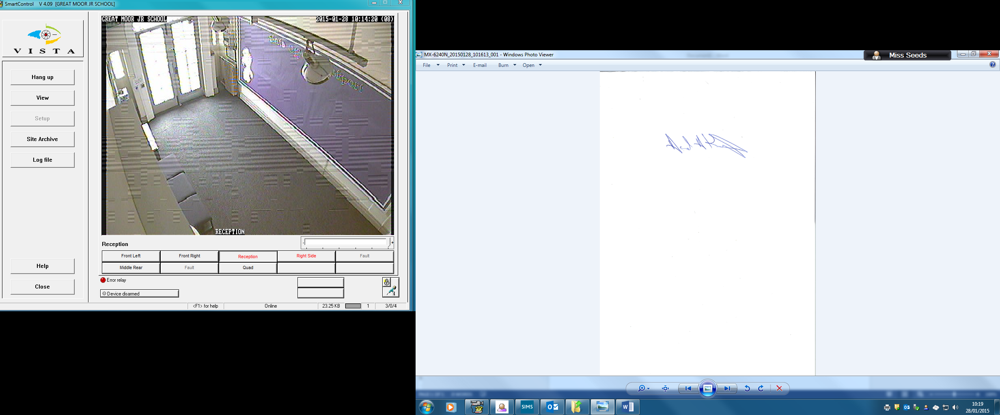 SmartControl V 4.09 [GREAT MOOR JR SCHOOL]
VISTA
Hang up
View
Setup
Site Archive
Log file
Help
Close
GREAT MOOR JR SCHOOL 2015-01-28 10:14:20 (08)
RECEPTION
Reception
- +
Front Left Front Right Reception Right Side Fault
Middle Rear Fault Quad
Error relay
Device disarmed
<F1> for help Online 23.25 KB 1 3/0/4
MX-6240N_20150128_101613_001 - Windows Photo Viewer
Miss Seeds
File Print E-mail Burn Open
SIMS
10:19
28/01/2015